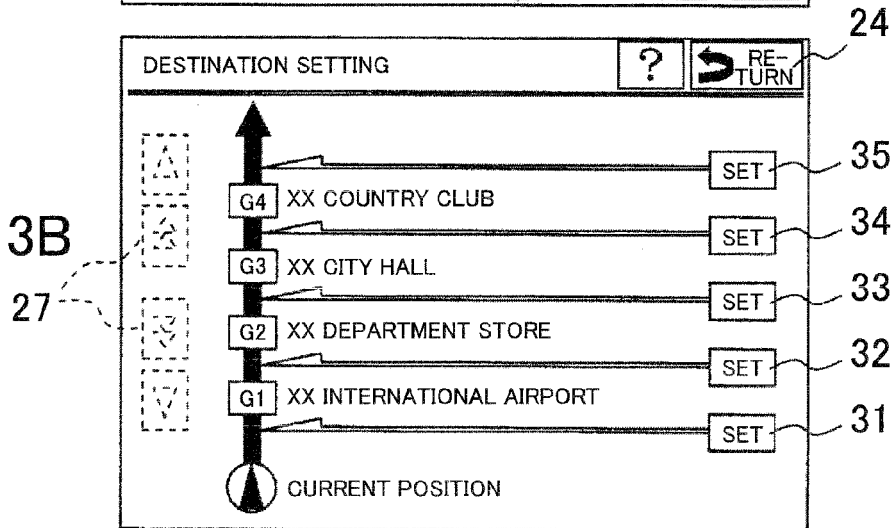 24
DESTINATION SETTING ? RE-
TURN
SET 35
G4 XX COUNTRY CLUB
SET 34
3B
G3 XX CITY HALL
27
SET 33
G2 XX DEPARTMENT STORE
SET 32
G1 XX INTERNATIONAL AIRPORT
SET 31
CURRENT POSITION